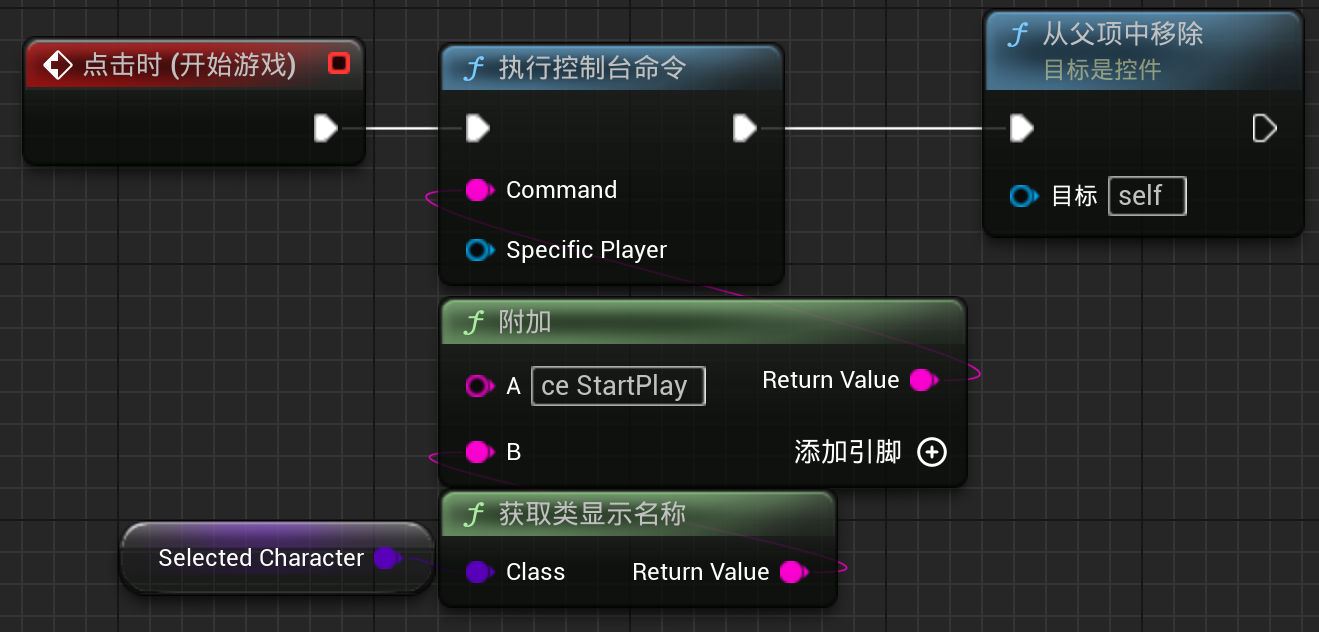 点击时 (开始游戏)
执行控制台命令
从父项中移除
目标是控件
Command
目标 self
Specific Player
附加
A ce StartPlay
Return Value
B
添加引脚
获取类显示名称
Selected Character
Class
Return Value